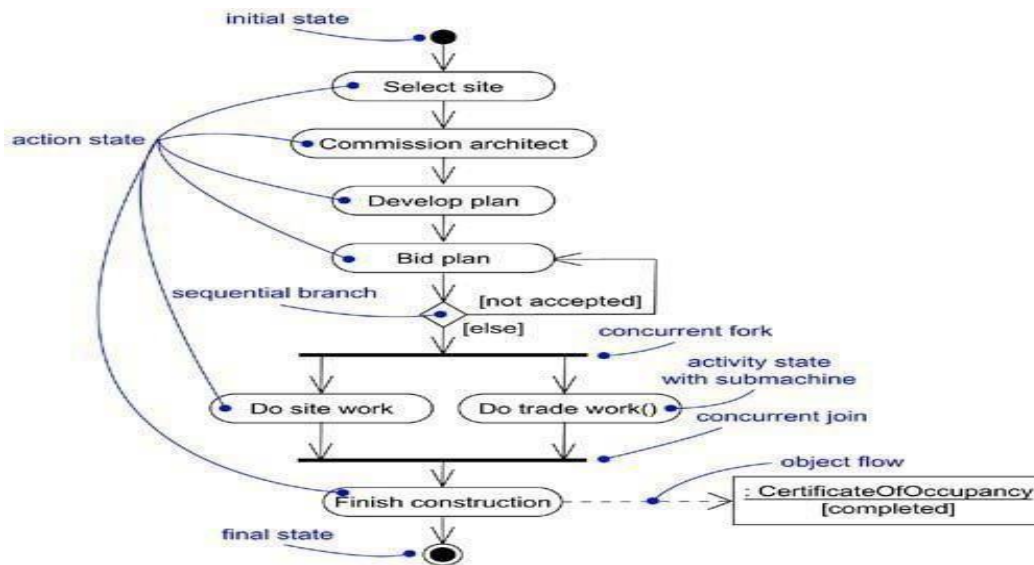 initial state
Select site
action state
Commission architect
Develop plan
Bid plan
sequential branch
[not accepted]
[else]
concurrent fork
activity state
with submachine
Do site work
Do trade work()
concurrent join
object flow
: CertificateOfOccupancy
[completed]
Finish construction
final state